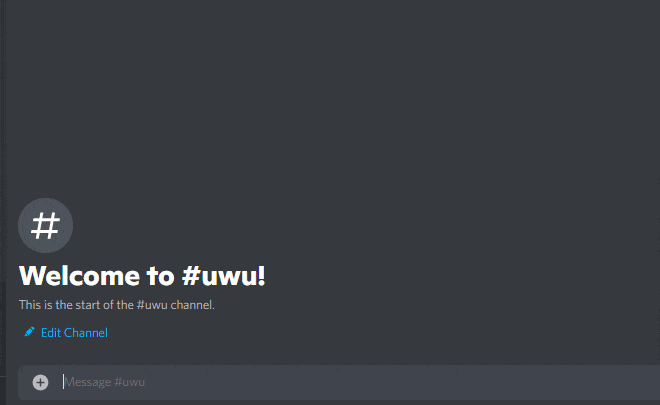 #
Welcome to #uwu!
This is the start of the #uwu channel.
Edit Channel
Message #uwu